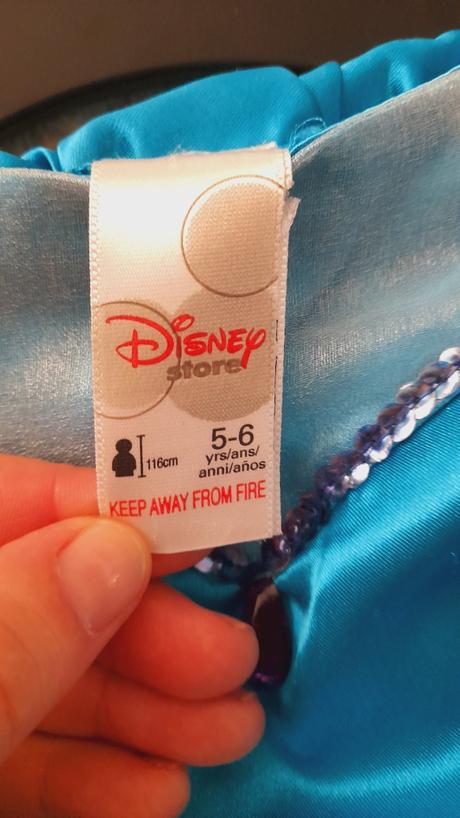 Disney
store
116cm
5-6
yrs/ans/
anni/años
KEEP AWAY FROM FIRE